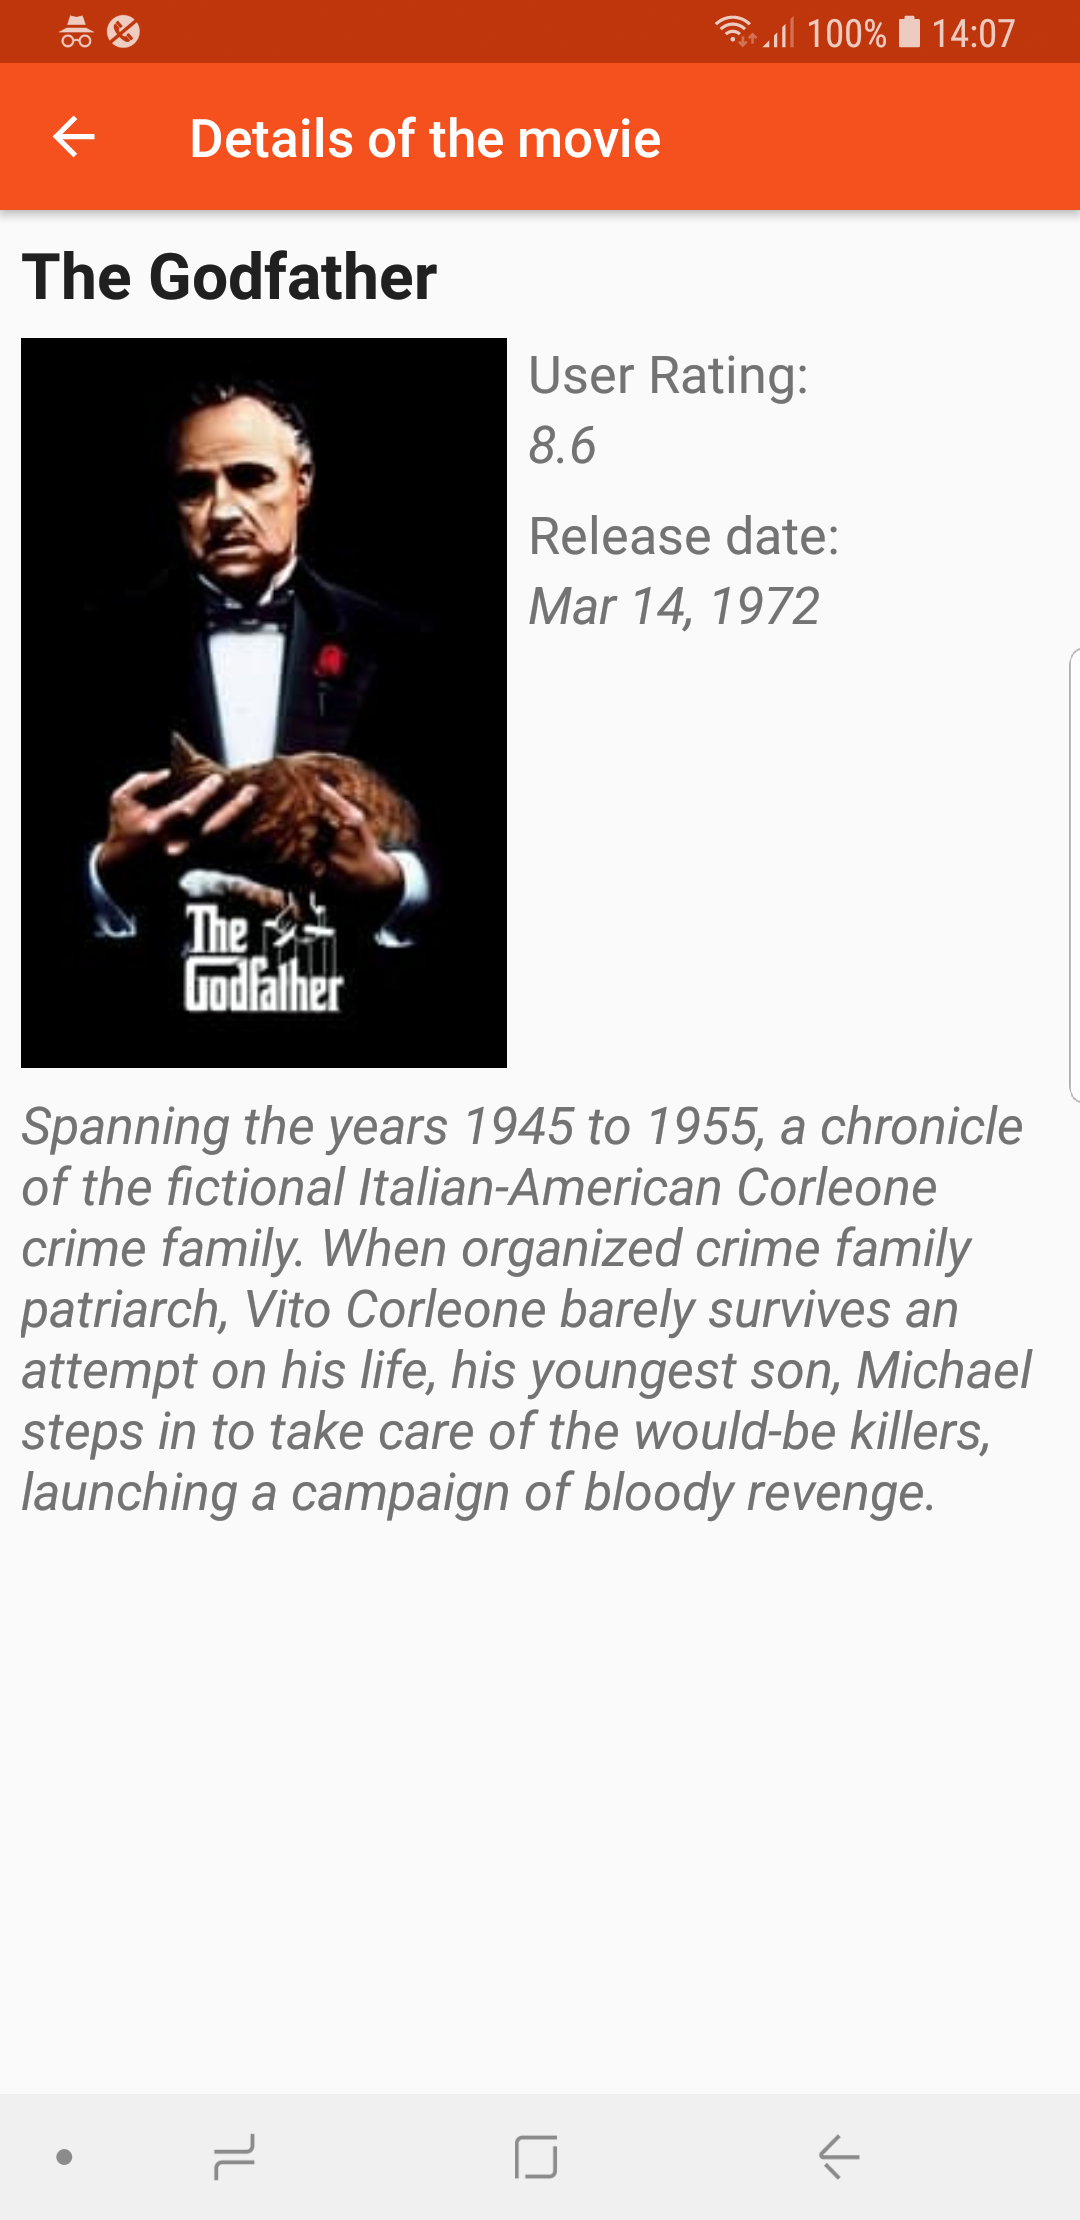 100% 14:07
Details of the movie
The Godfather
User Rating:
8.6
Release date:
Mar 14, 1972
The
Godfather
Spanning the years 1945 to 1955, a chronicle
of the fictional Italian-American Corleone
crime family. When organized crime family
patriarch, Vito Corleone barely survives an
attempt on his life, his youngest son, Michael
steps in to take care of the would-be killers,
launching a campaign of bloody revenge.